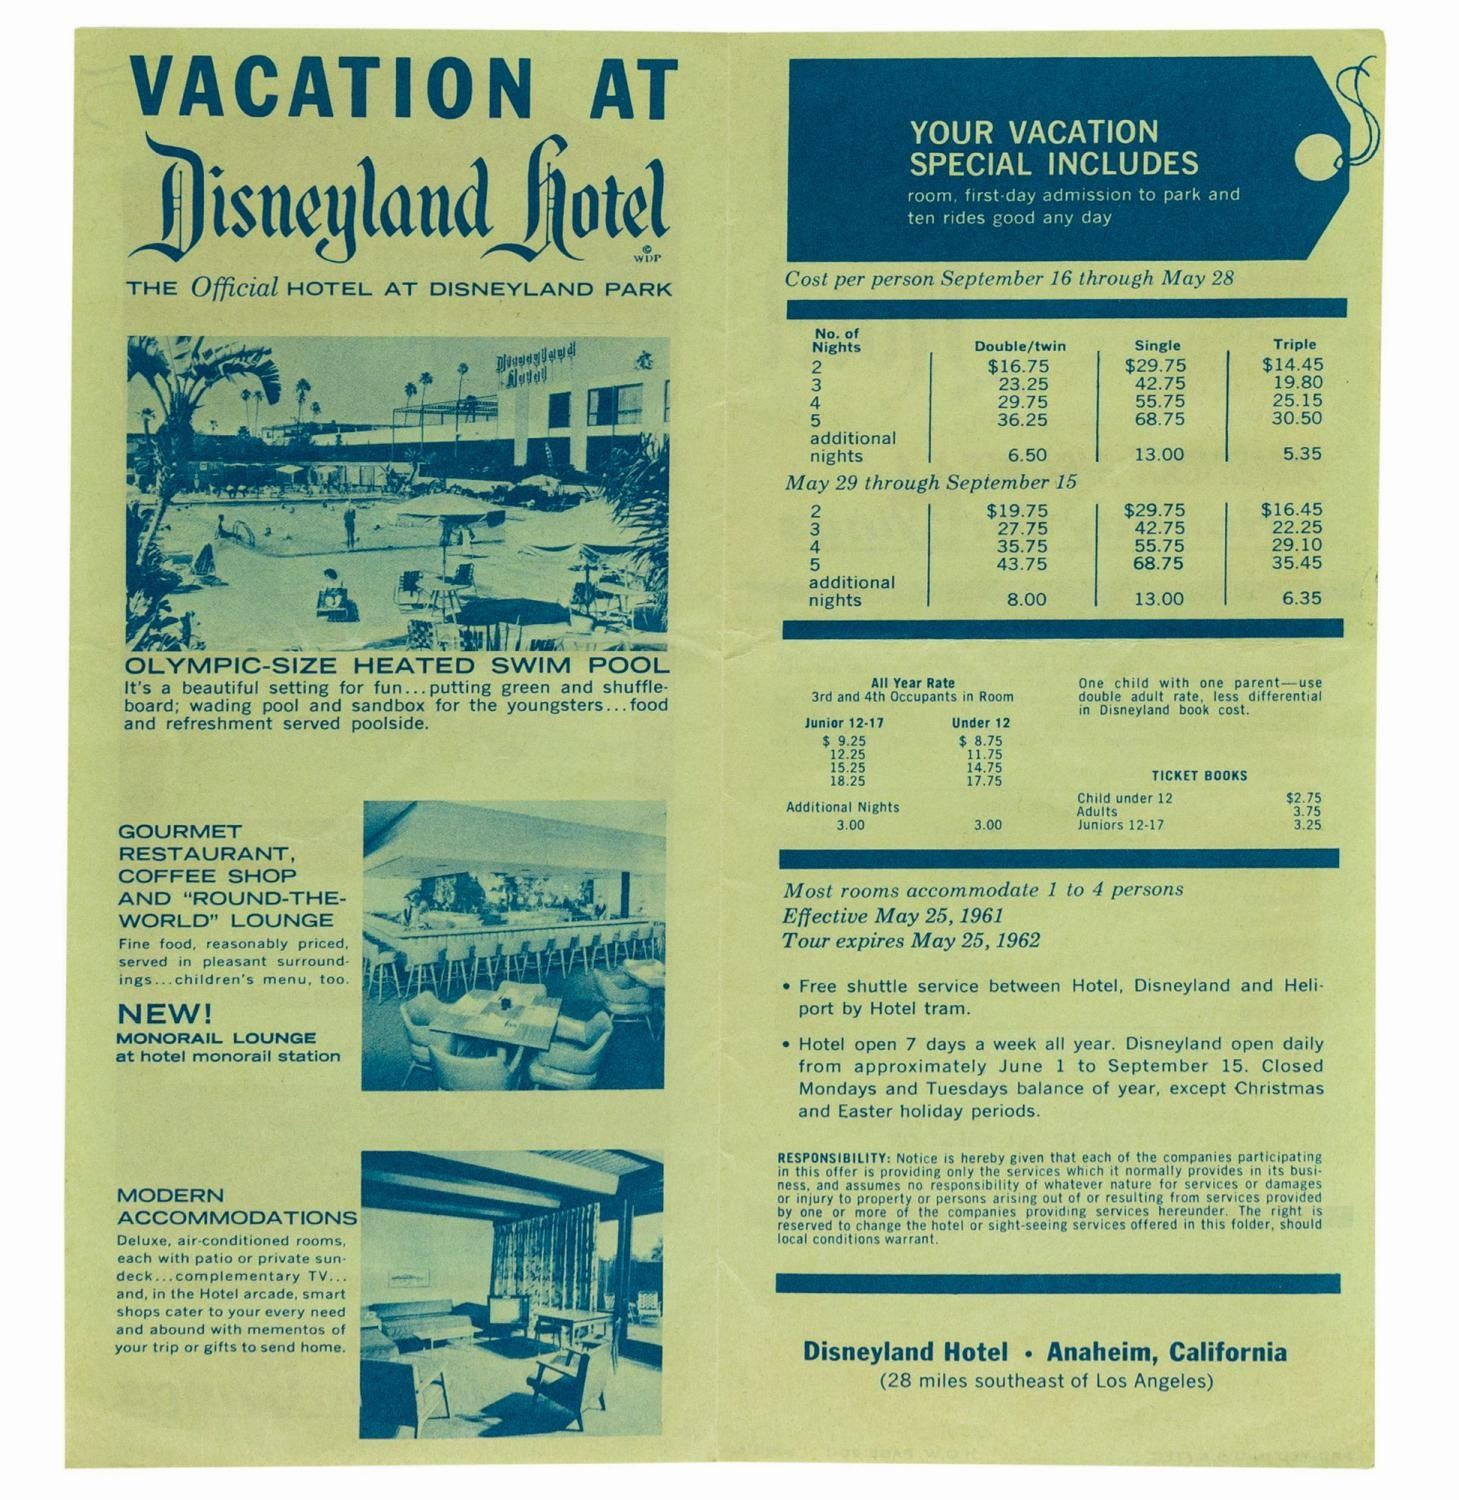 VACATION AT
Disneyland Hotel
©
WDP
THE Official HOTEL AT DISNEYLAND PARK
Disneyland
Hotel
OLYMPIC-SIZE HEATED SWIM POOL
It's a beautiful setting for fun...putting green and shuffle-
board; wading pool and sandbox for the youngsters...food
and refreshment served poolside.
GOURMET
RESTAURANT,
COFFEE SHOP
AND "ROUND-THE-
WORLD" LOUNGE
Fine food, reasonably priced,
served in pleasant surround-
ings...children's menu, too.
NEW!
MONORAIL LOUNGE
at hotel monorail station
MODERN
ACCOMMODATIONS
Deluxe, air-conditioned rooms,
each with patio or private sun-
deck...complementary TV...
and, in the Hotel arcade, smart
shops cater to your every need
and abound with mementos of
your trip or gifts to send home.
YOUR VACATION
SPECIAL INCLUDES
room, first-day admission to park and
ten rides good any day
Cost per person September 16 through May 28
No. of
Nights Double/twin Single Triple
2 $16.75 $29.75 $14.45
3 23.25 42.75 19.80
4 29.75 55.75 25.15
5 36.25 68.75 30.50
additional
nights 6.50 13.00 5.35
May 29 through September 15
2 $19.75 $29.75 $16.45
3 27.75 42.75 22.25
4 35.75 55.75 29.10
5 43.75 68.75 35.45
additional
nights 8.00 13.00 6.35
All Year Rate
3rd and 4th Occupants in Room
Junior 12-17 Under 12
$ 9.25 $ 8.75
12.25 11.75
15.25 14.75
18.25 17.75
Additional Nights
3.00 3.00
One child with one parent—use
double adult rate, less differential
in Disneyland book cost.
TICKET BOOKS
Child under 12 $2.75
Adults 3.75
Juniors 12-17 3.25
Most rooms accommodate 1 to 4 persons
Effective May 25, 1961
Tour expires May 25, 1962
• Free shuttle service between Hotel, Disneyland and Heli-
port by Hotel tram.
• Hotel open 7 days a week all year. Disneyland open daily
from approximately June 1 to September 15. Closed
Mondays and Tuesdays balance of year, except Christmas
and Easter holiday periods.
RESPONSIBILITY: Notice is hereby given that each of the companies participating
in this offer is providing only the services which it normally provides in its busi-
ness, and assumes no responsibility of whatever nature for services or damages
or injury to property or persons arising out of or resulting from services provided
by one or more of the companies providing services hereunder. The right is
reserved to change the hotel or sight-seeing services offered in this folder, should
local conditions warrant.
Disneyland Hotel • Anaheim, California
(28 miles southeast of Los Angeles)